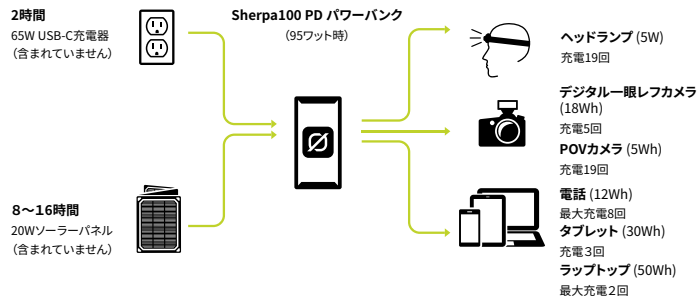 2時間
65W USB-C充電器
（含まれていません）
Sherpa100 PD パワーバンク
（95ワット時）
8～16時間
20Wソーラーパネル
（含まれていません）
ヘッドランプ (5W)
充電19回
デジタル一眼レフカメラ
(18Wh)
充電5回
POVカメラ (5Wh)
充電19回
電話 (12Wh)
最大充電8回
タブレット (30Wh)
充電３回
ラップトップ (50Wh)
最大充電２回